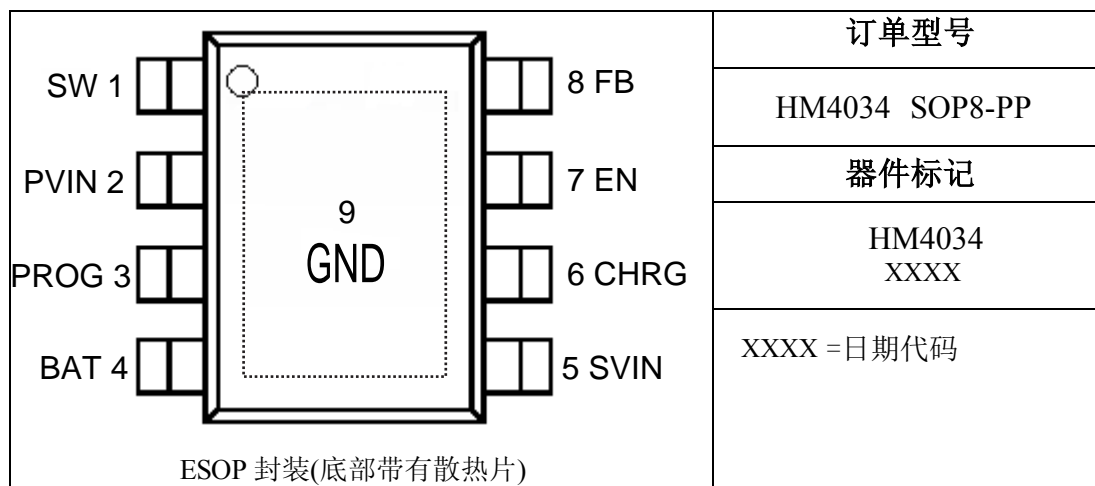 SW 1
PVIN 2
PROG 3
BAT 4
9
GND
8 FB
7 EN
6 CHRG
5 SVIN
ESOP 封装(底部带有散热片)
订单型号
HM4034 SOP8-PP
器件标记
HM4034
XXXX
XXXX =日期代码